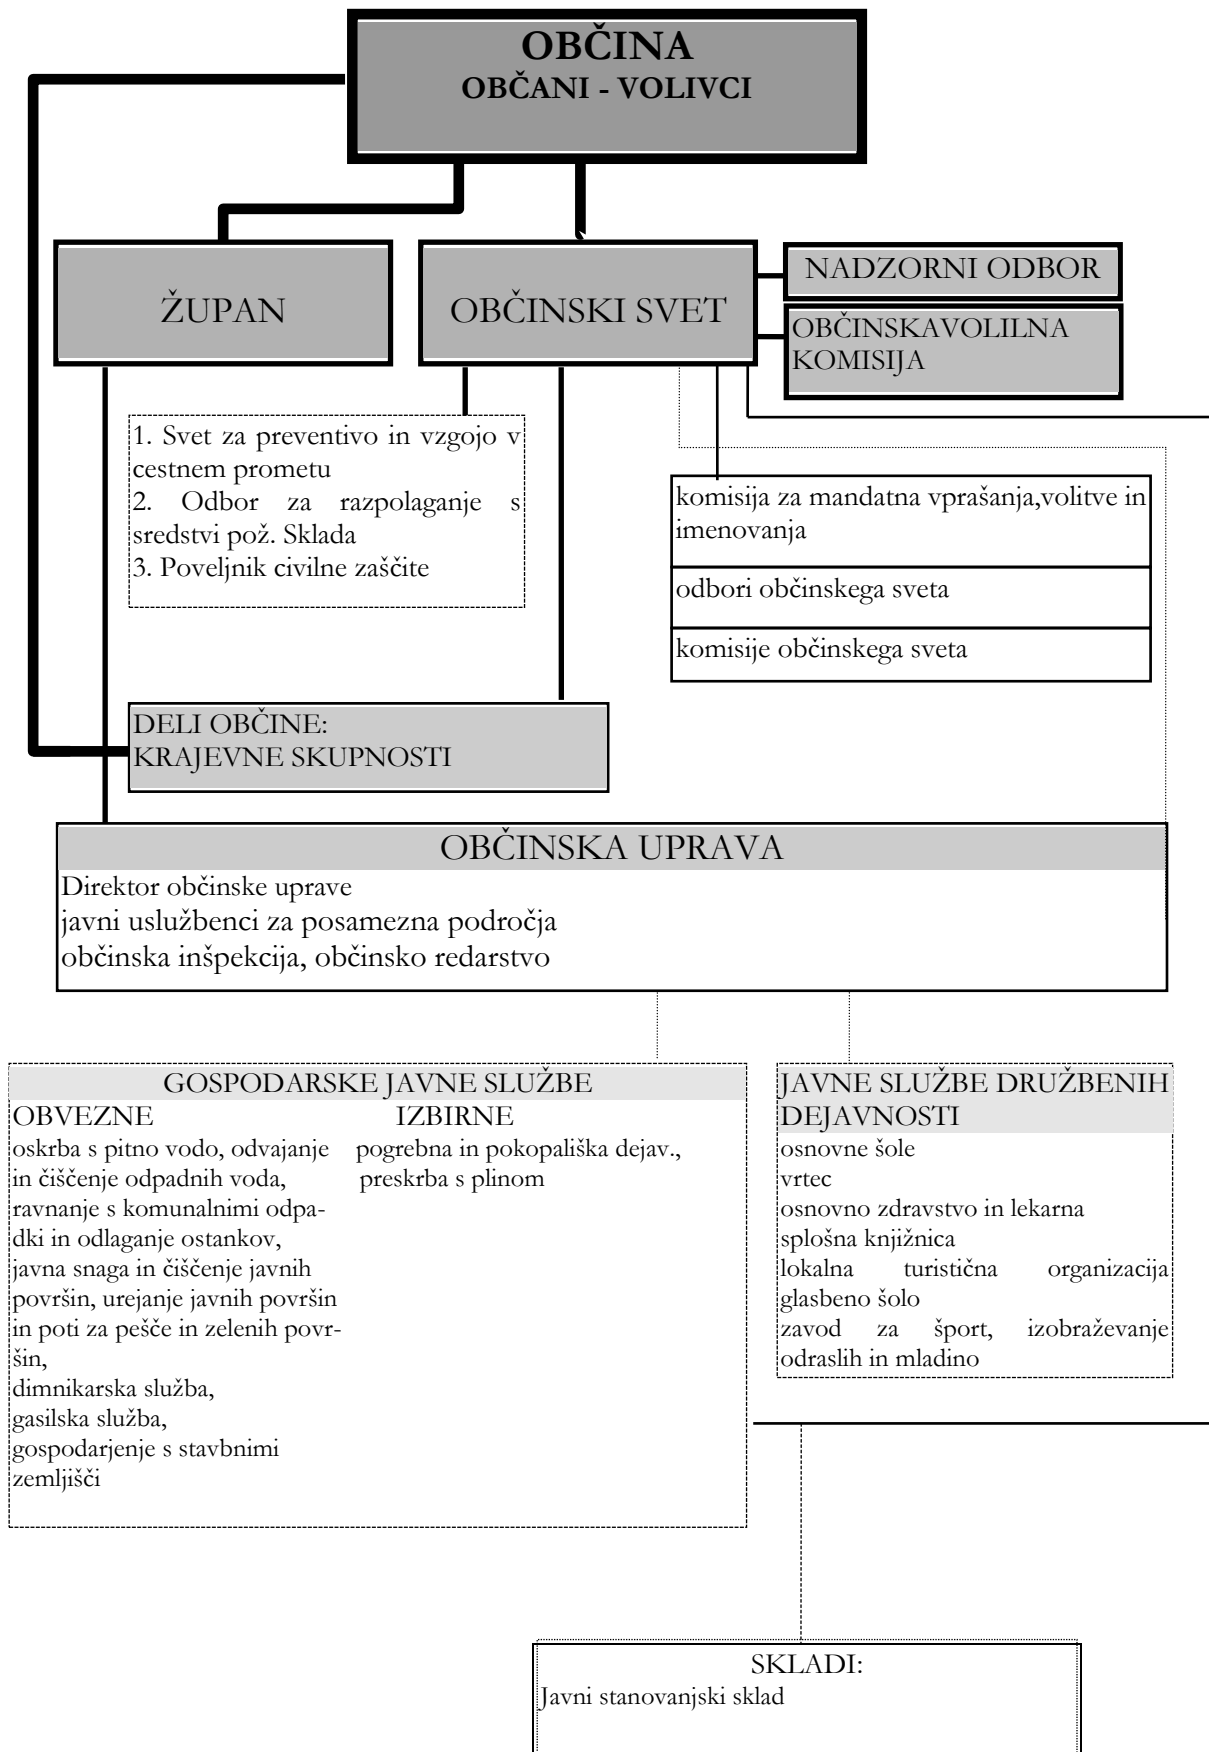 OBČINA
OBČANI - VOLIVCI
ŽUPAN
OBČINSKI SVET
NADZORNI ODBOR
OBČINSKAVOLILNA
KOMISIJA
1. Svet za preventivo in vzgojo v
cestnem prometu
2. Odbor za razpolaganje s
sredstvi pož. Sklada
3. Poveljnik civilne zaščite
komisija za mandatna vprašanja,volitve in
imenovanja
odbori občinskega sveta
komisije občinskega sveta
DELI OBČINE:
KRAJEVNE SKUPNOSTI
OBČINSKA UPRAVA
Direktor občinske uprave
javni uslužbenci za posamezna področja
občinska inšpekcija, občinsko redarstvo
GOSPODARSKE JAVNE SLUŽBE
OBVEZNE IZBIRNE
oskrba s pitno vodo, odvajanje pogrebna in pokopališka dejav.,
in čiščenje odpadnih voda, preskrba s plinom
ravnanje s komunalnimi odpa-
dki in odlaganje ostankov,
javna snaga in čiščenje javnih
površin, urejanje javnih površin
in poti za pešče in zelenih povr-
šin,
dimnikarska služba,
gasilska služba,
gospodarjenje s stavbnimi
zemljišči
JAVNE SLUŽBE DRUŽBENIH
DEJAVNOSTI
osnovne šole
vrtec
osnovno zdravstvo in lekarna
splošna knjižnica
lokalna turistična organizacija
glasbeno šolo
zavod za šport, izobraževanje
odraslih in mladino
SKLADI:
Javni stanovanjski sklad